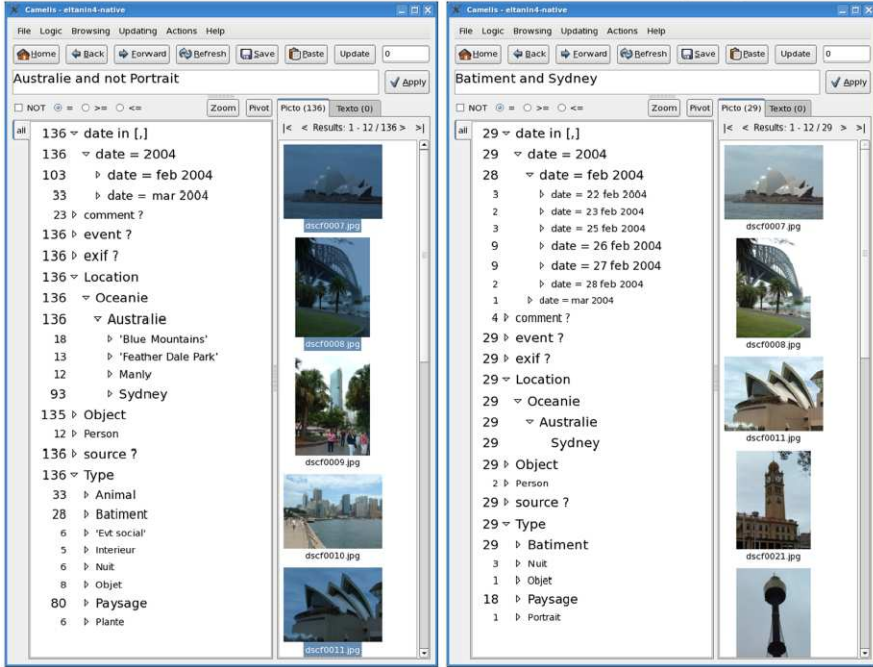 Camelis - eltanin4-native
File Logic Browsing Updating Actions Help
Home Back Forward Refresh Save Paste Update 0
Australie and not Portrait
Apply
NOT = >= <= Zoom Pivot Picto (136) Texto (0)
all
|< < Results: 1 - 12 / 136 > >|
136 date in [,]
136 date = 2004
103 date = feb 2004
33 date = mar 2004
23 comment ?
136 event ?
136 exif ?
136 Location
136 Oceanie
136 Australie
18 'Blue Mountains'
13 'Feather Dale Park'
12 Manly
93 Sydney
135 Object
12 Person
136 source ?
136 Type
33 Animal
28 Batiment
6 'Evt social'
5 Interieur
6 Nuit
8 Objet
80 Paysage
6 Plante
dscf0007.jpg
dscf0008.jpg
dscf0009.jpg
dscf0010.jpg
dscf0011.jpg
Camelis - eltanin4-native
File Logic Browsing Updating Actions Help
Home Back Forward Refresh Save Paste Update 0
Batiment and Sydney
Apply
NOT = >= <= Zoom Pivot Picto (29) Texto (0)
all
|< < Results: 1 - 12 / 29 > >|
29 date in [,]
29 date = 2004
28 date = feb 2004
3 date = 22 feb 2004
2 date = 23 feb 2004
3 date = 25 feb 2004
9 date = 26 feb 2004
9 date = 27 feb 2004
2 date = 28 feb 2004
1 date = mar 2004
4 comment ?
29 event ?
29 exif ?
29 Location
29 Oceanie
29 Australie
29 Sydney
29 Object
2 Person
29 source ?
29 Type
29 Batiment
3 Nuit
1 Objet
18 Paysage
1 Portrait
dscf0007.jpg
dscf0008.jpg
dscf0011.jpg
dscf0021.jpg